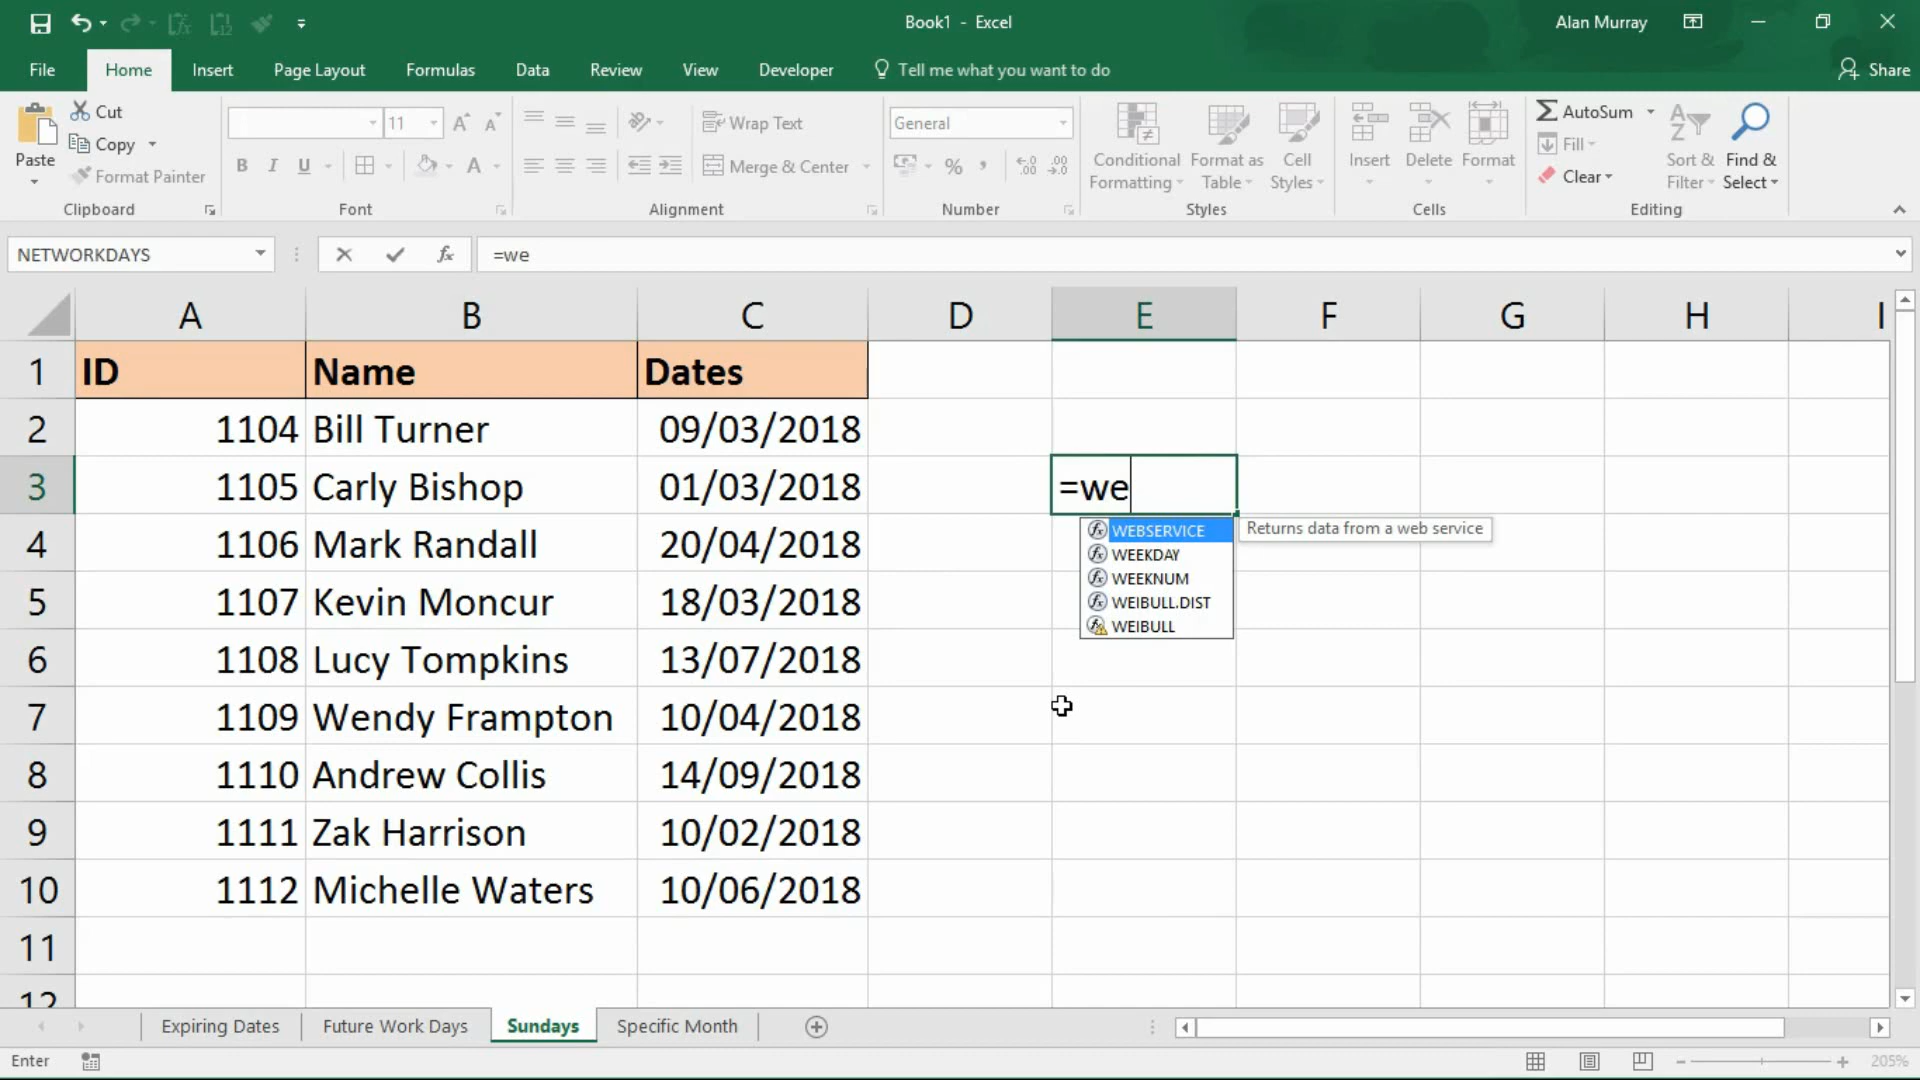 Book1 - Excel
Alan Murray
File
Home
Insert
Page Layout
Formulas
Data
Review
View
Developer
Tell me what you want to do
Share
Paste
Cut
Copy
Format Painter
Clipboard
11
B I U
A
Font
Wrap Text
Merge & Center
Alignment
General
%
Number
Conditional Formatting
Format as Table
Cell Styles
Styles
Insert
Delete
Format
Cells
AutoSum
Fill
Clear
Sort & Filter
Find & Select
Editing
NETWORKDAYS
fx
=we
A B C D E F G H I
1 ID Name Dates
2 1104 Bill Turner 09/03/2018
3 1105 Carly Bishop 01/03/2018 =we
WEBSERVICE Returns data from a web service
WEEKDAY
WEEKNUM
WEIBULL.DIST
WEIBULL
4 1106 Mark Randall 20/04/2018
5 1107 Kevin Moncur 18/03/2018
6 1108 Lucy Tompkins 13/07/2018
7 1109 Wendy Frampton 10/04/2018
8 1110 Andrew Collis 14/09/2018
9 1111 Zak Harrison 10/02/2018
10 1112 Michelle Waters 10/06/2018
11
12
Expiring Dates
Future Work Days
Sundays
Specific Month
Enter
205%